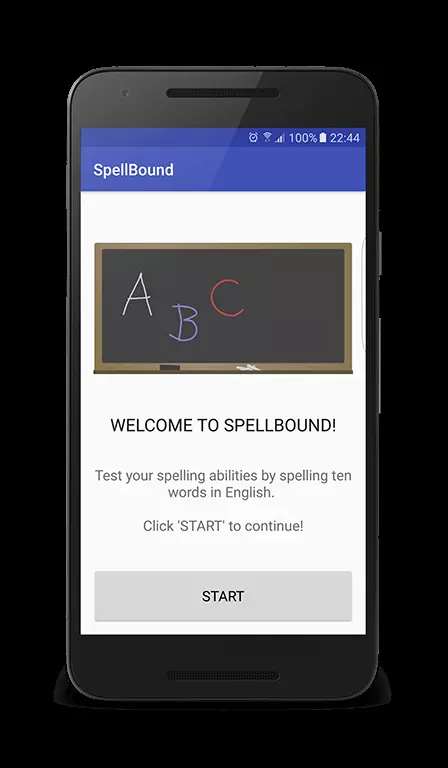 100% 22:44
SpellBound
A
B
C
WELCOME TO SPELLBOUND!
Test your spelling abilities by spelling ten
words in English.
Click 'START' to continue!
START